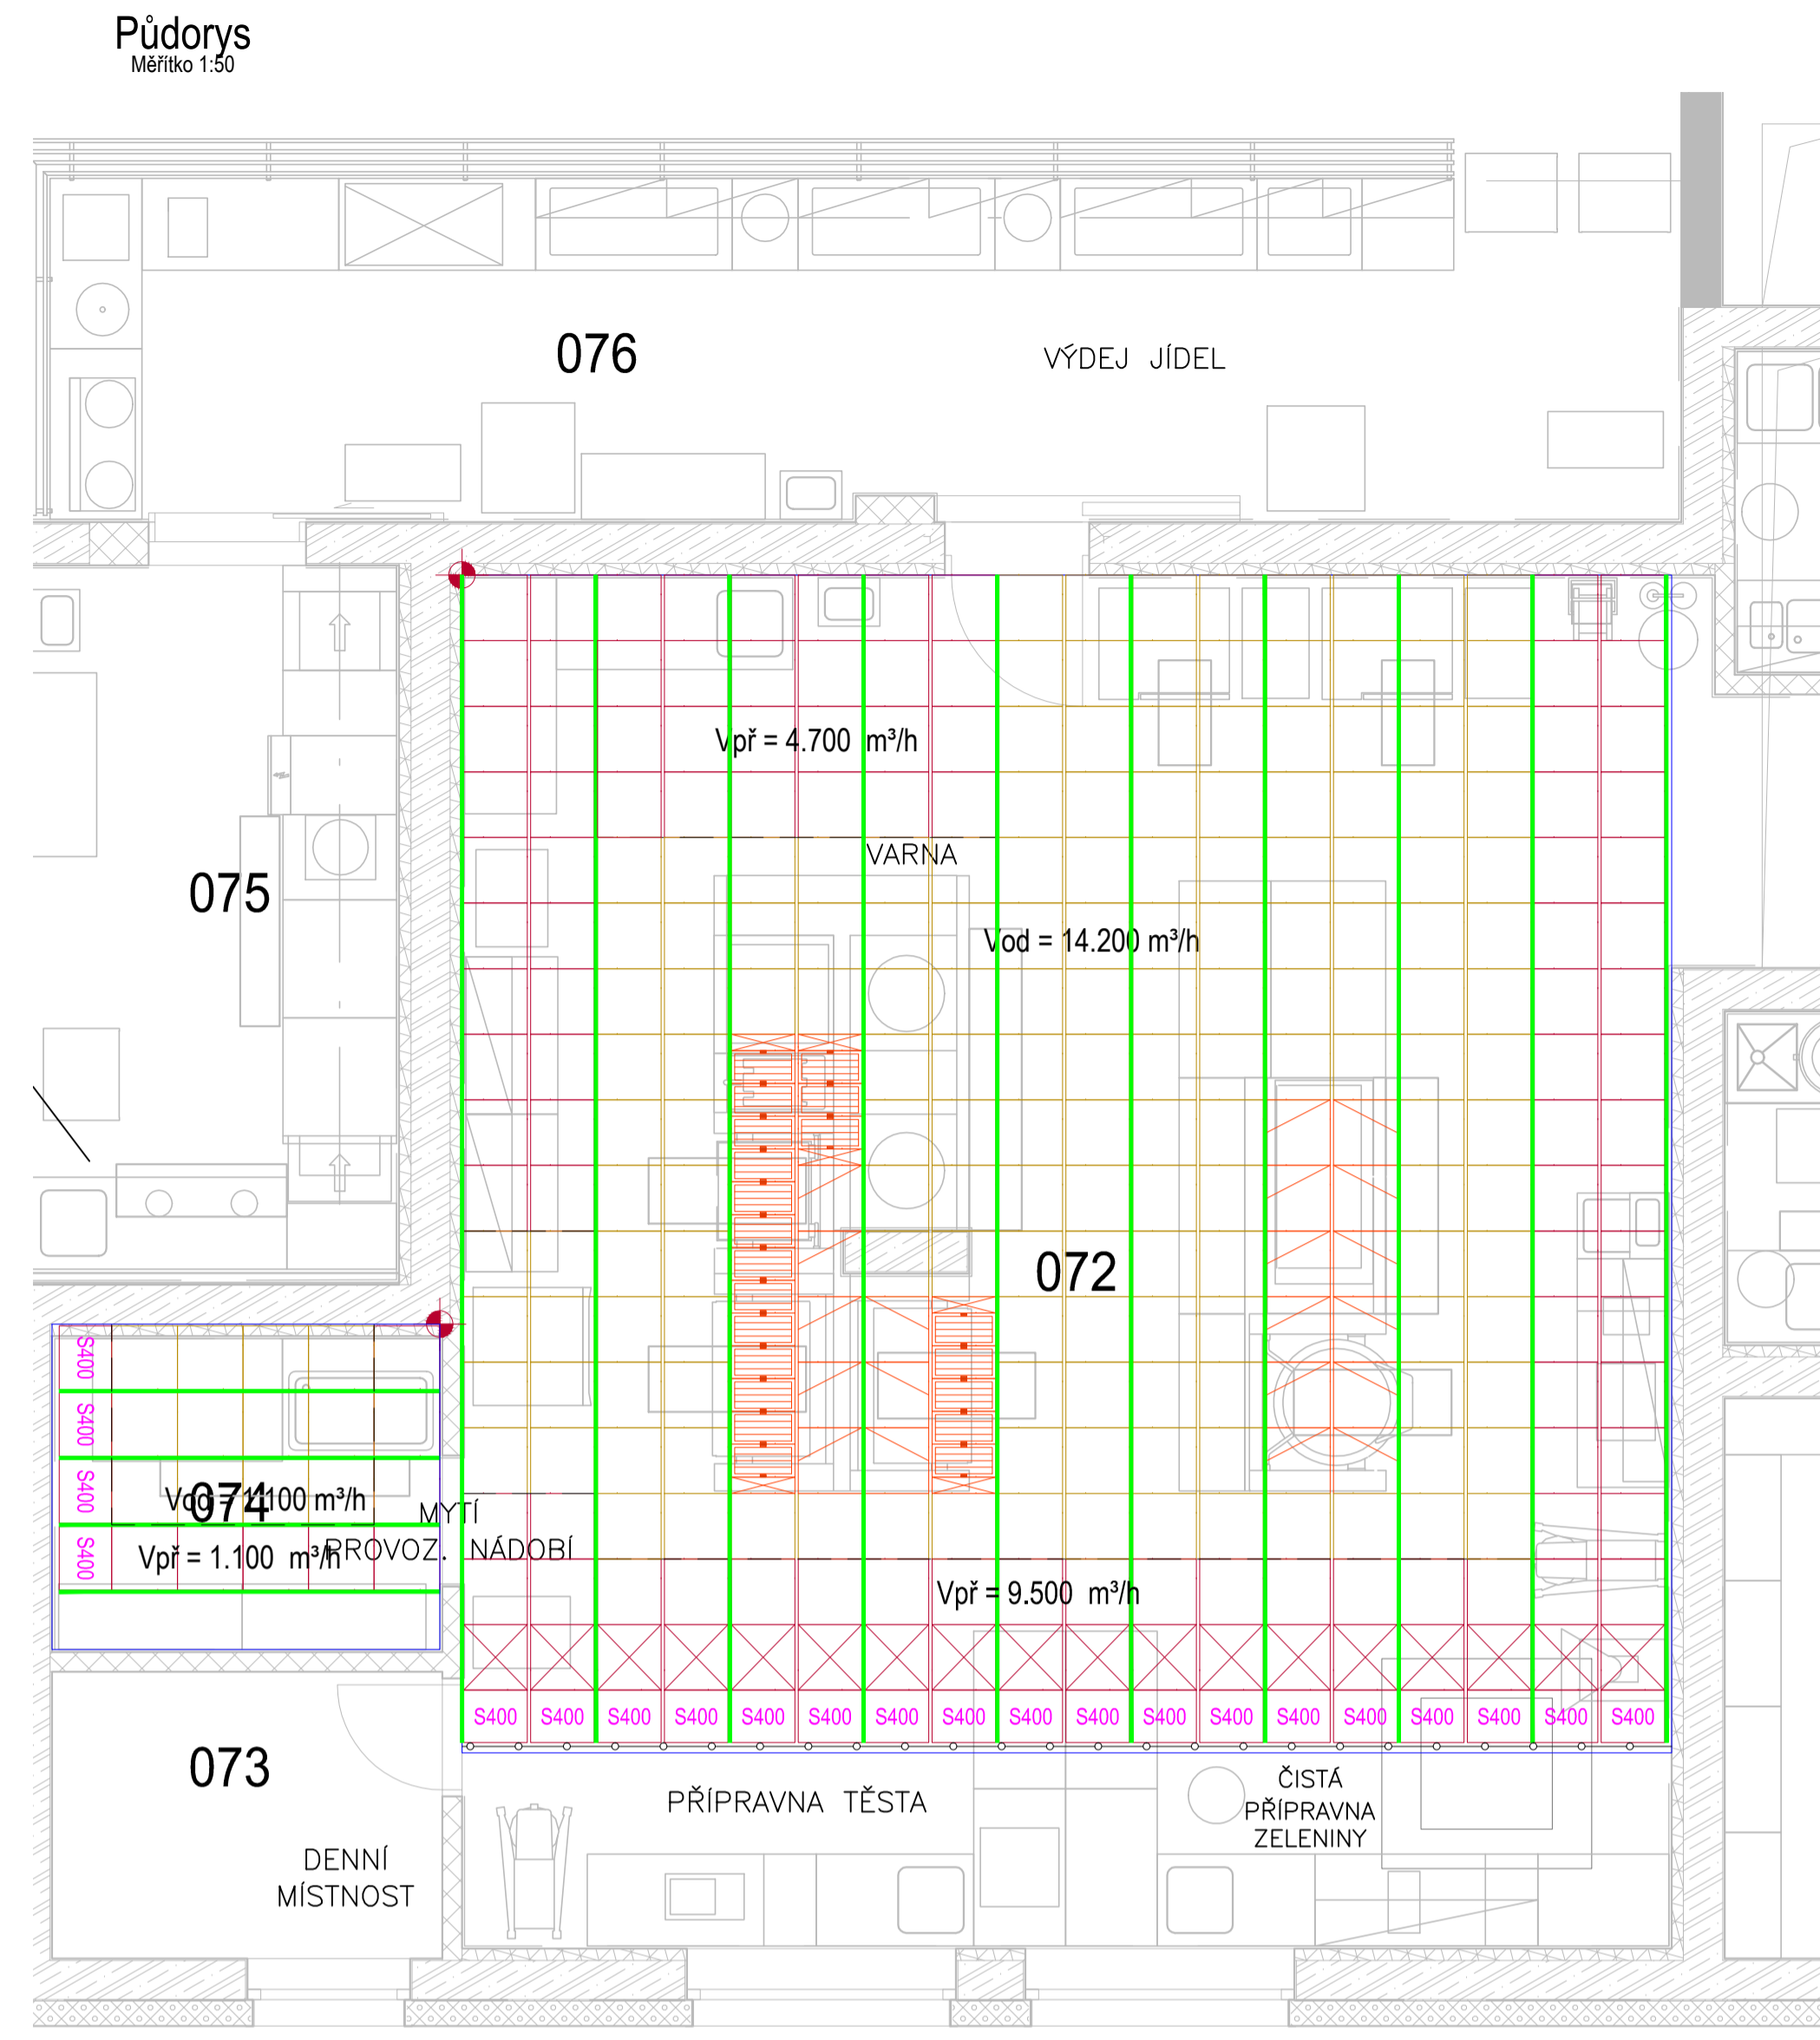 Půdorys
Měřítko 1:50
076
VÝDEJ JÍDEL
Vpř = 4.700 m³/h
VARNA
075
Vod = 14.200 m³/h
072
S400
S400
S400
S400
074
MYTÍ
PROVOZ. NÁDOBÍ
Vpř = 1.100 m³/h
Vpř = 9.500 m³/h
S400 S400 S400 S400 S400 S400 S400 S400 S400 S400 S400 S400 S400 S400 S400 S400 S400 S400
073
PŘÍPRAVNA TĚSTA
ČISTÁ
PŘÍPRAVNA
ZELENINY
DENNÍ
MÍSTNOST